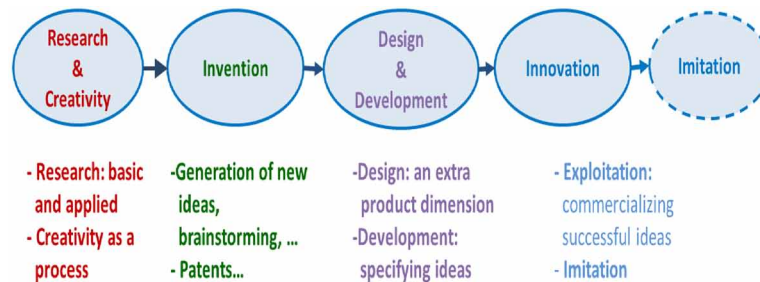 Research
&
Creativity
Invention
Design
&
Development
Innovation
Imitation
- Research: basic
and applied
- Creativity as a
process
-Generation of new
ideas,
brainstorming, ...
- Patents...
-Design: an extra
product dimension
-Development:
specifying ideas
- Exploitation:
commercializing
successful ideas
- Imitation